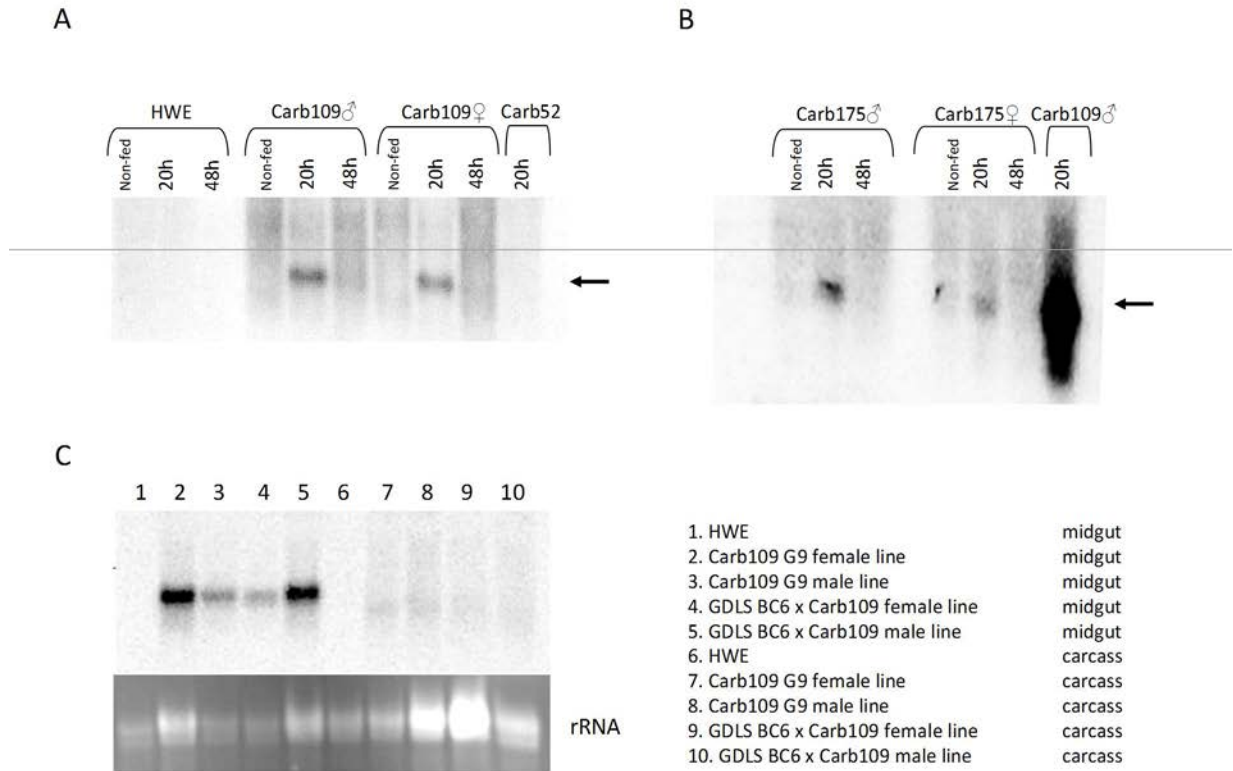 A
B
HWE Carb109♂ Carb109♀ Carb52
Non-fed 20h 48h Non-fed 20h 48h Non-fed 20h 48h 20h
Carb175♂ Carb175♀ Carb109♂
Non-fed 20h 48h Non-fed 20h 48h 20h
C
1 2 3 4 5 6 7 8 9 10
rRNA
1. HWE midgut
2. Carb109 G9 female line midgut
3. Carb109 G9 male line midgut
4. GDLS BC6 x Carb109 female line midgut
5. GDLS BC6 x Carb109 male line midgut
6. HWE carcass
7. Carb109 G9 female line carcass
8. Carb109 G9 male line carcass
9. GDLS BC6 x Carb109 female line carcass
10. GDLS BC6 x Carb109 male line carcass